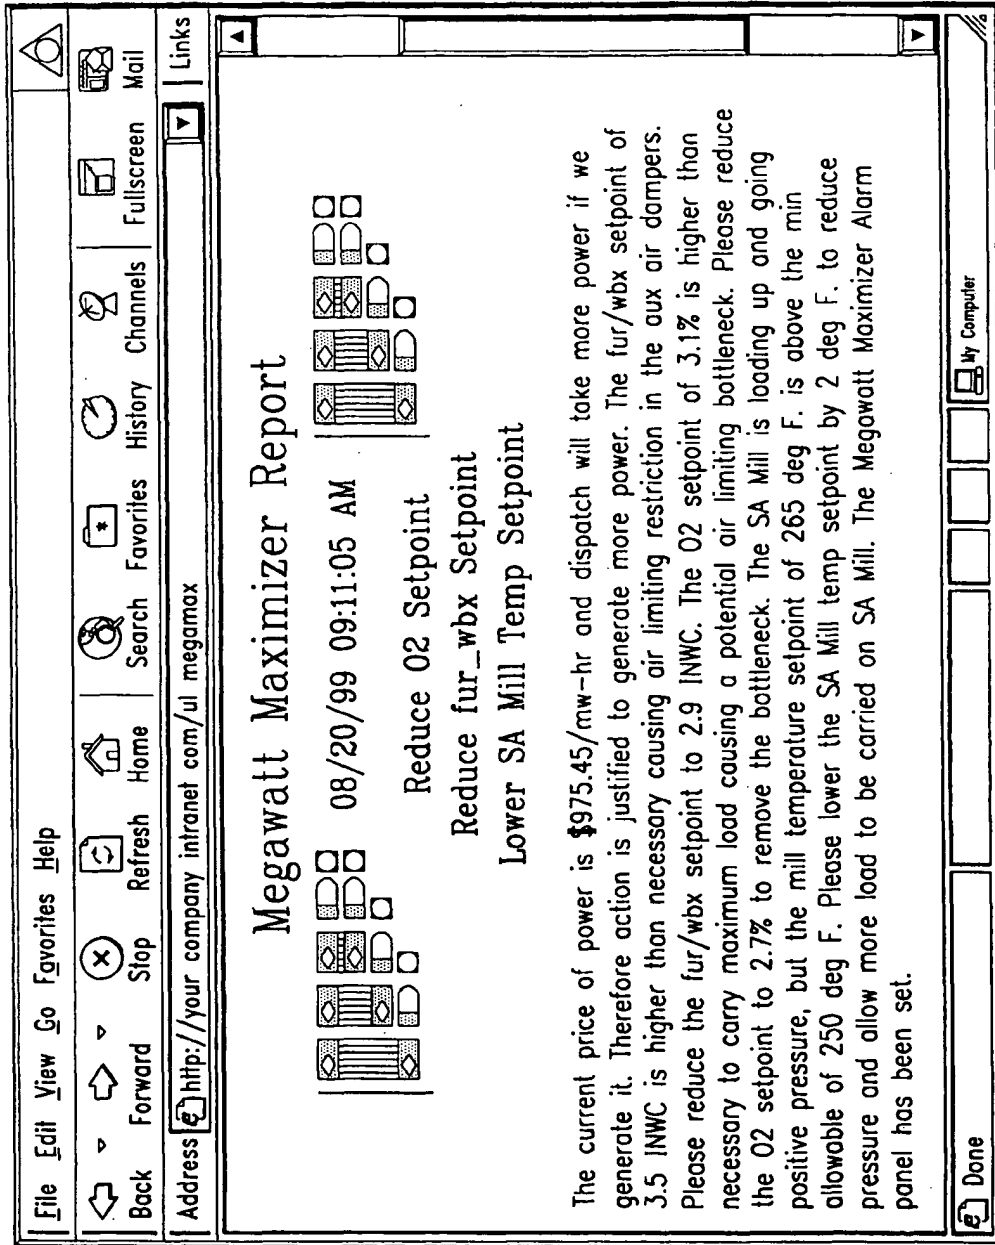 File Edit View Go Favorites Help
Back Forward Stop Refresh Home Search Favorites History Channels Fullscreen Mail
Address http://your company intranet com/ul megamax Links
Megawatt Maximizer Report
08/20/99 09:11:05 AM
Reduce O2 Setpoint
Reduce fur_wbx Setpoint
Lower SA Mill Temp Setpoint
The current price of power is $975.45/mw-hr and dispatch will take more power if we
generate it. Therefore action is justified to generate more power. The fur/wbx setpoint of
3.5 INWC is higher than necessary causing air limiting restriction in the aux air dampers.
Please reduce the fur/wbx setpoint to 2.9 INWC. The O2 setpoint of 3.1% is higher than
necessary to carry maximum load causing a potential air limiting bottleneck. Please reduce
the O2 setpoint to 2.7% to remove the bottleneck. The SA Mill is loading up and going
positive pressure, but the mill temperature setpoint of 265 deg F. is above the min
allowable of 250 deg F. Please lower the SA Mill temp setpoint by 2 deg F. to reduce
pressure and allow more load to be carried on SA Mill. The Megawatt Maximizer Alarm
panel has been set.
Done My Computer